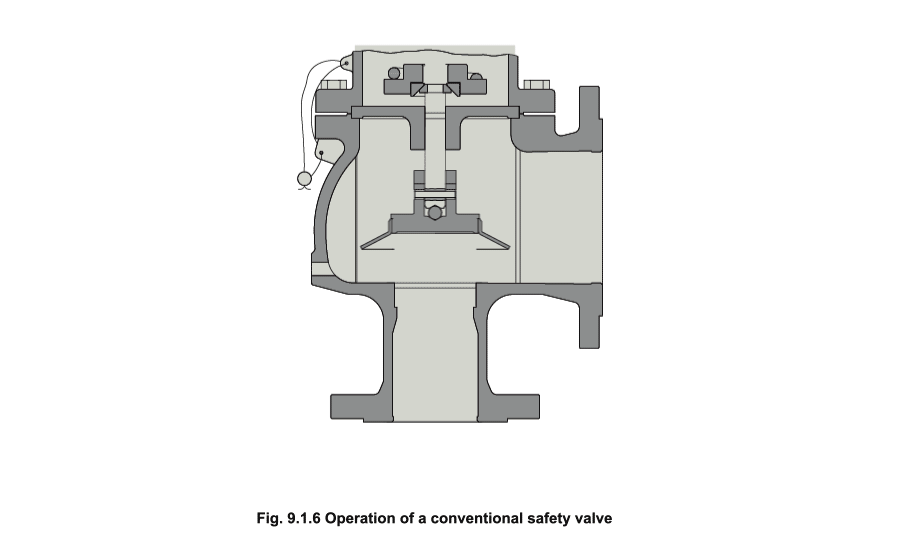 Fig. 9.1.6 Operation of a conventional safety valve